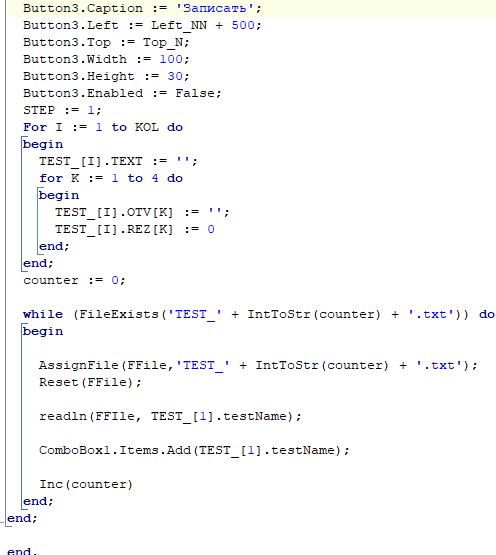 Button3.Caption := 'Записать';
Button3.Left := Left_NN + 500;
Button3.Top := Top_N;
Button3.Width := 100;
Button3.Height := 30;
Button3.Enabled := False;
STEP := 1;
For I := 1 to KOL do
begin
TEST_[I].TEXT := '';
for K := 1 to 4 do
begin
TEST_[I].OTV[K] := '';
TEST_[I].REZ[K] := 0
end;
end;
counter := 0;
while (FileExists('TEST_' + IntToStr(counter) + '.txt')) do
begin
AssignFile(FFile,'TEST_' + IntToStr(counter) + '.txt');
Reset(FFile);
readln(FFIle, TEST_[1].testName);
ComboBox1.Items.Add(TEST_[1].testName);
Inc(counter)
end;
end;
end.